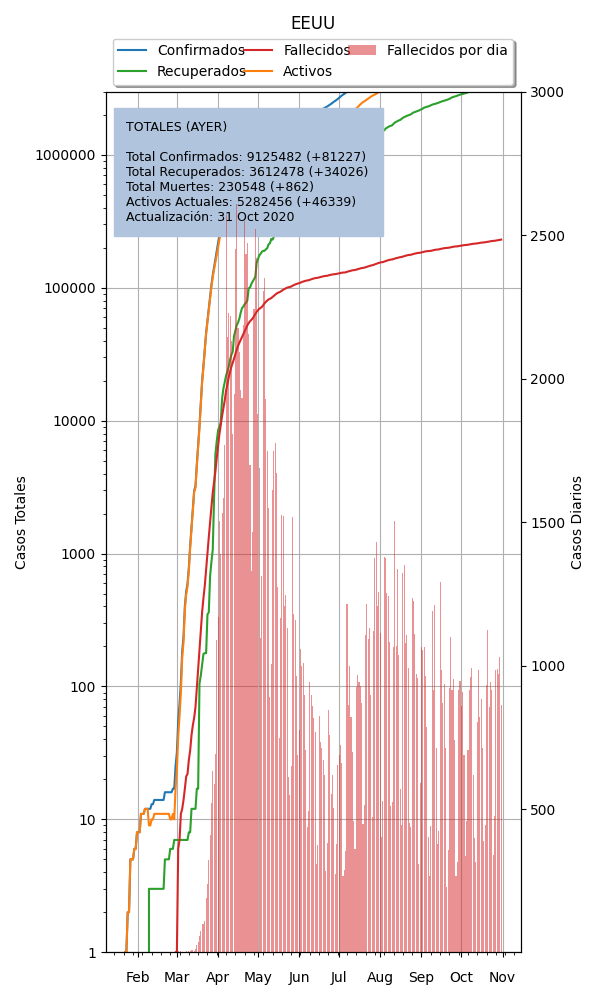 EEUU
Confirmados Fallecidos Fallecidos por dia
Recuperados Activos
TOTALES (AYER)
Total Confirmados: 9125482 (+81227)
Total Recuperados: 3612478 (+34026)
Total Muertes: 230548 (+862)
Activos Actuales: 5282456 (+46339)
Actualización: 31 Oct 2020
Casos Totales
1000000
100000
10000
1000
100
10
1
3000
2500
2000
1500
1000
500
Casos Diarios
Feb Mar Apr May Jun Jul Aug Sep Oct Nov